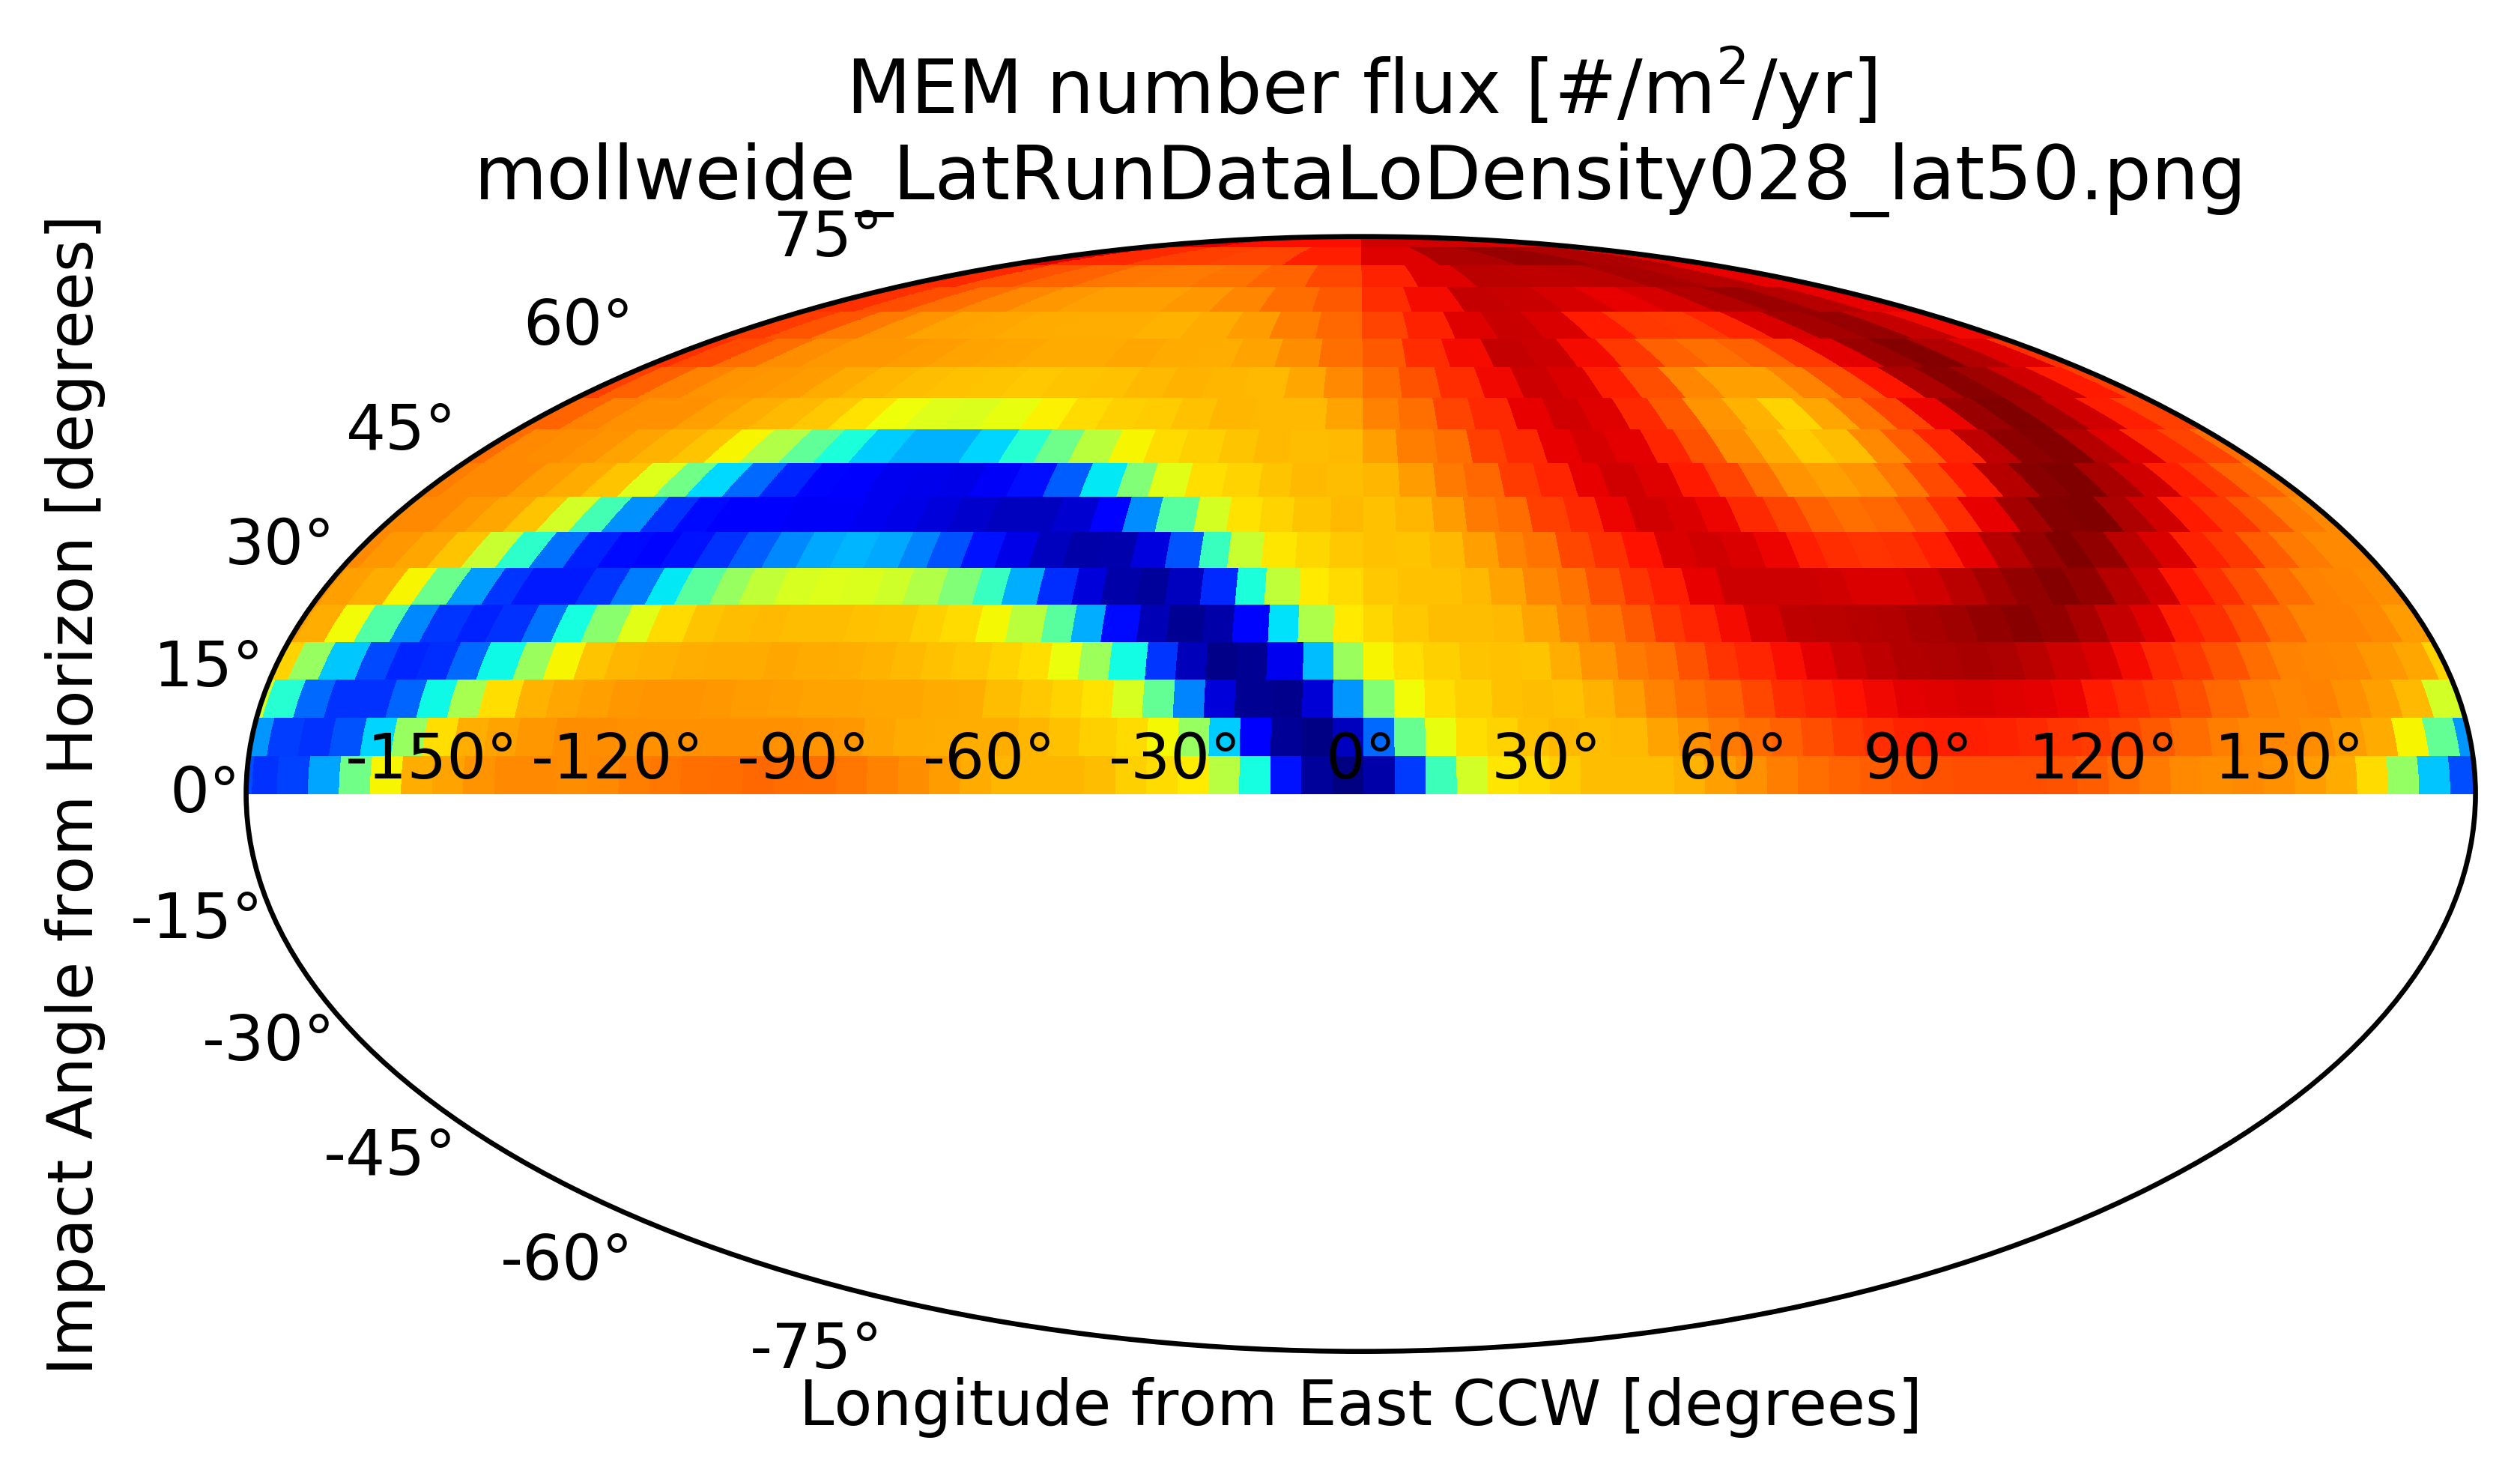 MEM number flux [#/m²/yr]
mollweide_LatRunDataLoDensity028_lat50.png
Impact Angle from Horizon [degrees]
75°
60°
45°
30°
15°
0°
-15°
-30°
-45°
-60°
-75°
-150° -120° -90° -60° -30° 0° 30° 60° 90° 120° 150°
Longitude from East CCW [degrees]